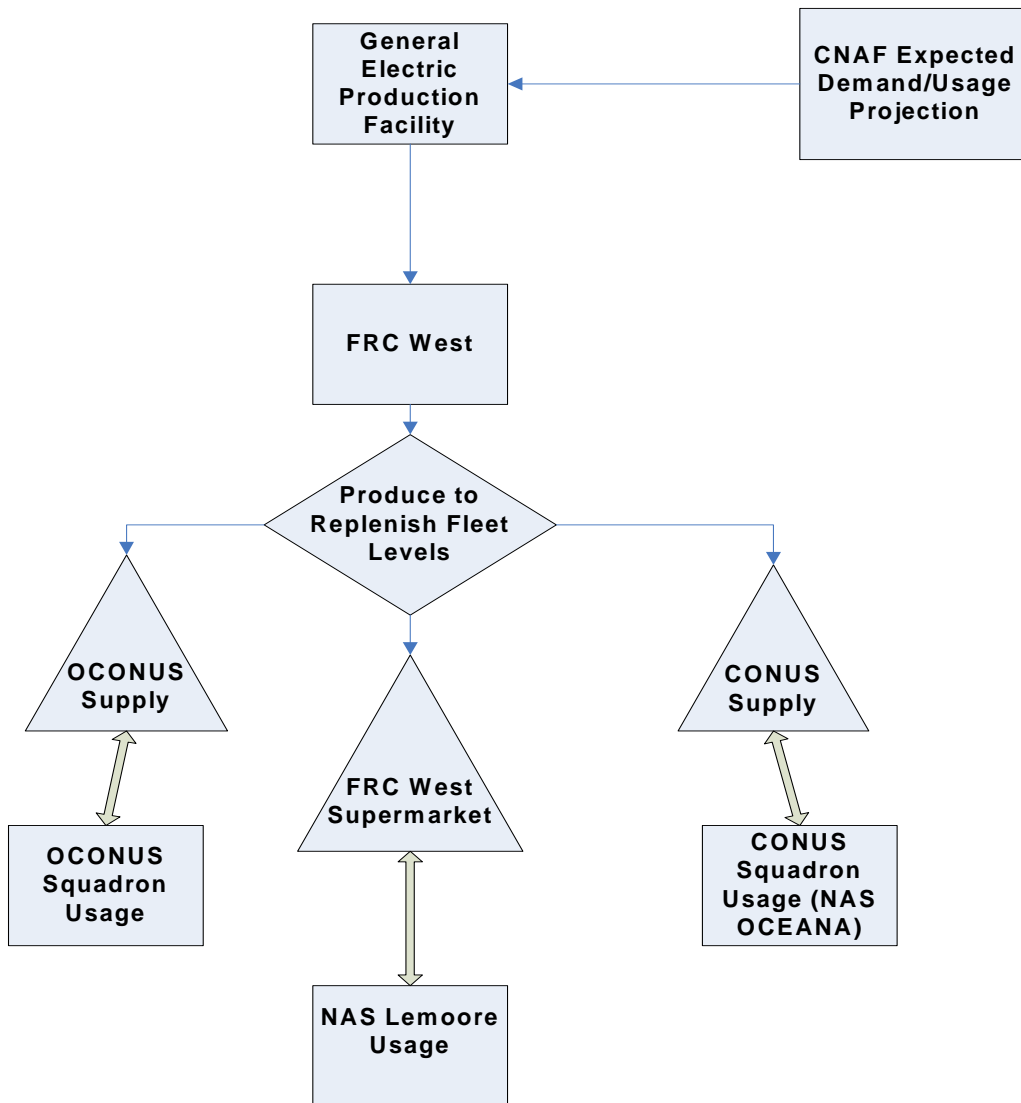 General
Electric
Production
Facility
CNAF Expected
Demand/Usage
Projection
FRC West
Produce to
Replenish Fleet
Levels
OCONUS
Supply
FRC West
Supermarket
CONUS
Supply
OCONUS
Squadron
Usage
CONUS
Squadron
Usage (NAS
OCEANA)
NAS Lemoore
Usage